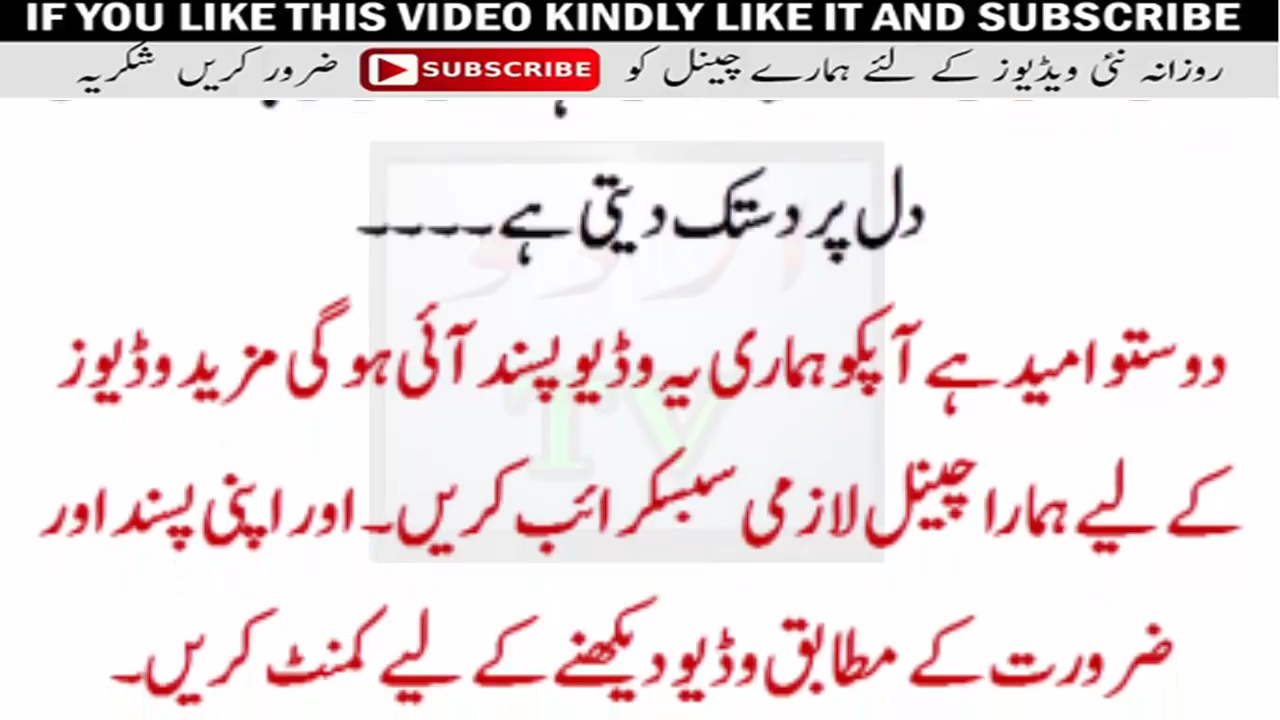 IF YOU LIKE THIS VIDEO KINDLY LIKE IT AND SUBSCRIBE
روزانہ نئی ویڈیوز کے لئے ہمارے چینل کو SUBSCRIBE ضرور کریں شکریہ
دل پر دستک دیتی ہے ۔۔۔۔
دوستو امید ہے آپکو ہماری یہ وڈیو پسند آئی ہو گی مزید وڈیوز
کے لیے ہمارا چینل لازمی سبسکرائب کریں۔ اور اپنی پسند اور
ضرورت کے مطابق وڈیو دیکھنے کے لیے کمنٹ کریں۔
اردو
TV